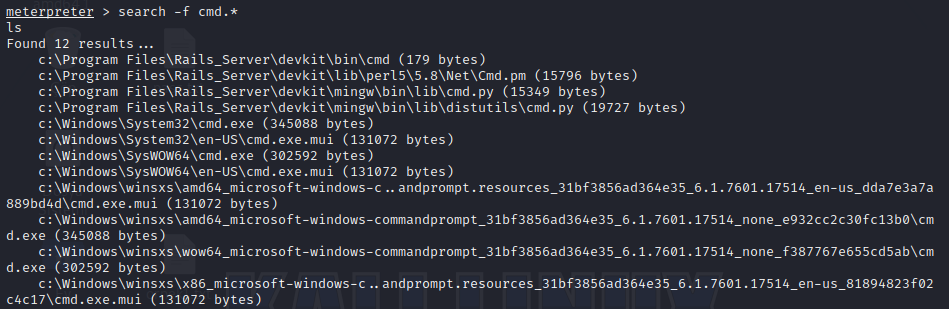 meterpreter > search -f cmd.*
ls
Found 12 results ...
    c:\Program Files\Rails_Server\devkit\bin\cmd (179 bytes)
    c:\Program Files\Rails_Server\devkit\lib\perl5\5.8\Net\Cmd.pm (15796 bytes)
    c:\Program Files\Rails_Server\devkit\mingw\bin\lib\cmd.py (15349 bytes)
    c:\Program Files\Rails_Server\devkit\mingw\bin\lib\distutils\cmd.py (19727 bytes)
    c:\Windows\System32\cmd.exe (345088 bytes)
    c:\Windows\System32\en-US\cmd.exe.mui (131072 bytes)
    c:\Windows\SysWOW64\cmd.exe (302592 bytes)
    c:\Windows\SysWOW64\en-US\cmd.exe.mui (131072 bytes)
    c:\Windows\winsxs\amd64_microsoft-windows-c..andprompt.resources_31bf3856ad364e35_6.1.7601.17514_en-us_dda7e3a7a
889bd4d\cmd.exe.mui (131072 bytes)
    c:\Windows\winsxs\amd64_microsoft-windows-commandprompt_31bf3856ad364e35_6.1.7601.17514_none_e932cc2c30fc13b0\cm
d.exe (345088 bytes)
    c:\Windows\winsxs\wow64_microsoft-windows-commandprompt_31bf3856ad364e35_6.1.7601.17514_none_f387767e655cd5ab\cm
d.exe (302592 bytes)
    c:\Windows\winsxs\x86_microsoft-windows-c..andprompt.resources_31bf3856ad364e35_6.1.7601.17514_en-us_81894823f02
c4c17\cmd.exe.mui (131072 bytes)